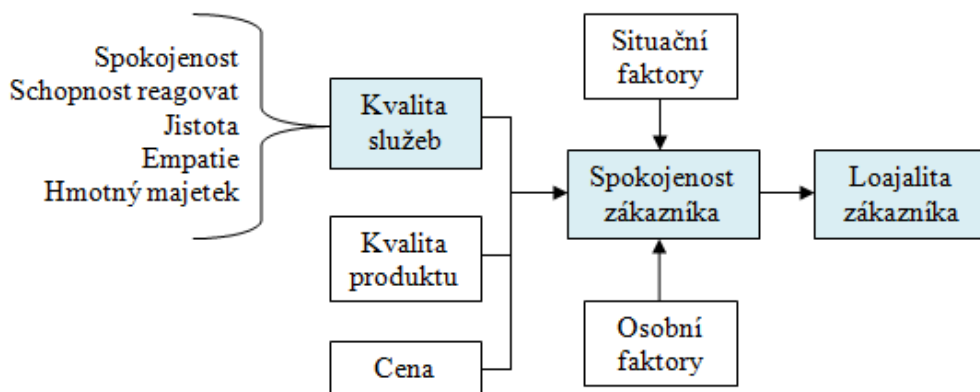 Spokojenost
Schopnost reagovat
Jistota
Empatie
Hmotný majetek
Kvalita
služeb
Kvalita
produktu
Cena
Situační
faktory
Spokojenost
zákazníka
Osobní
faktory
Loajalita
zákazníka